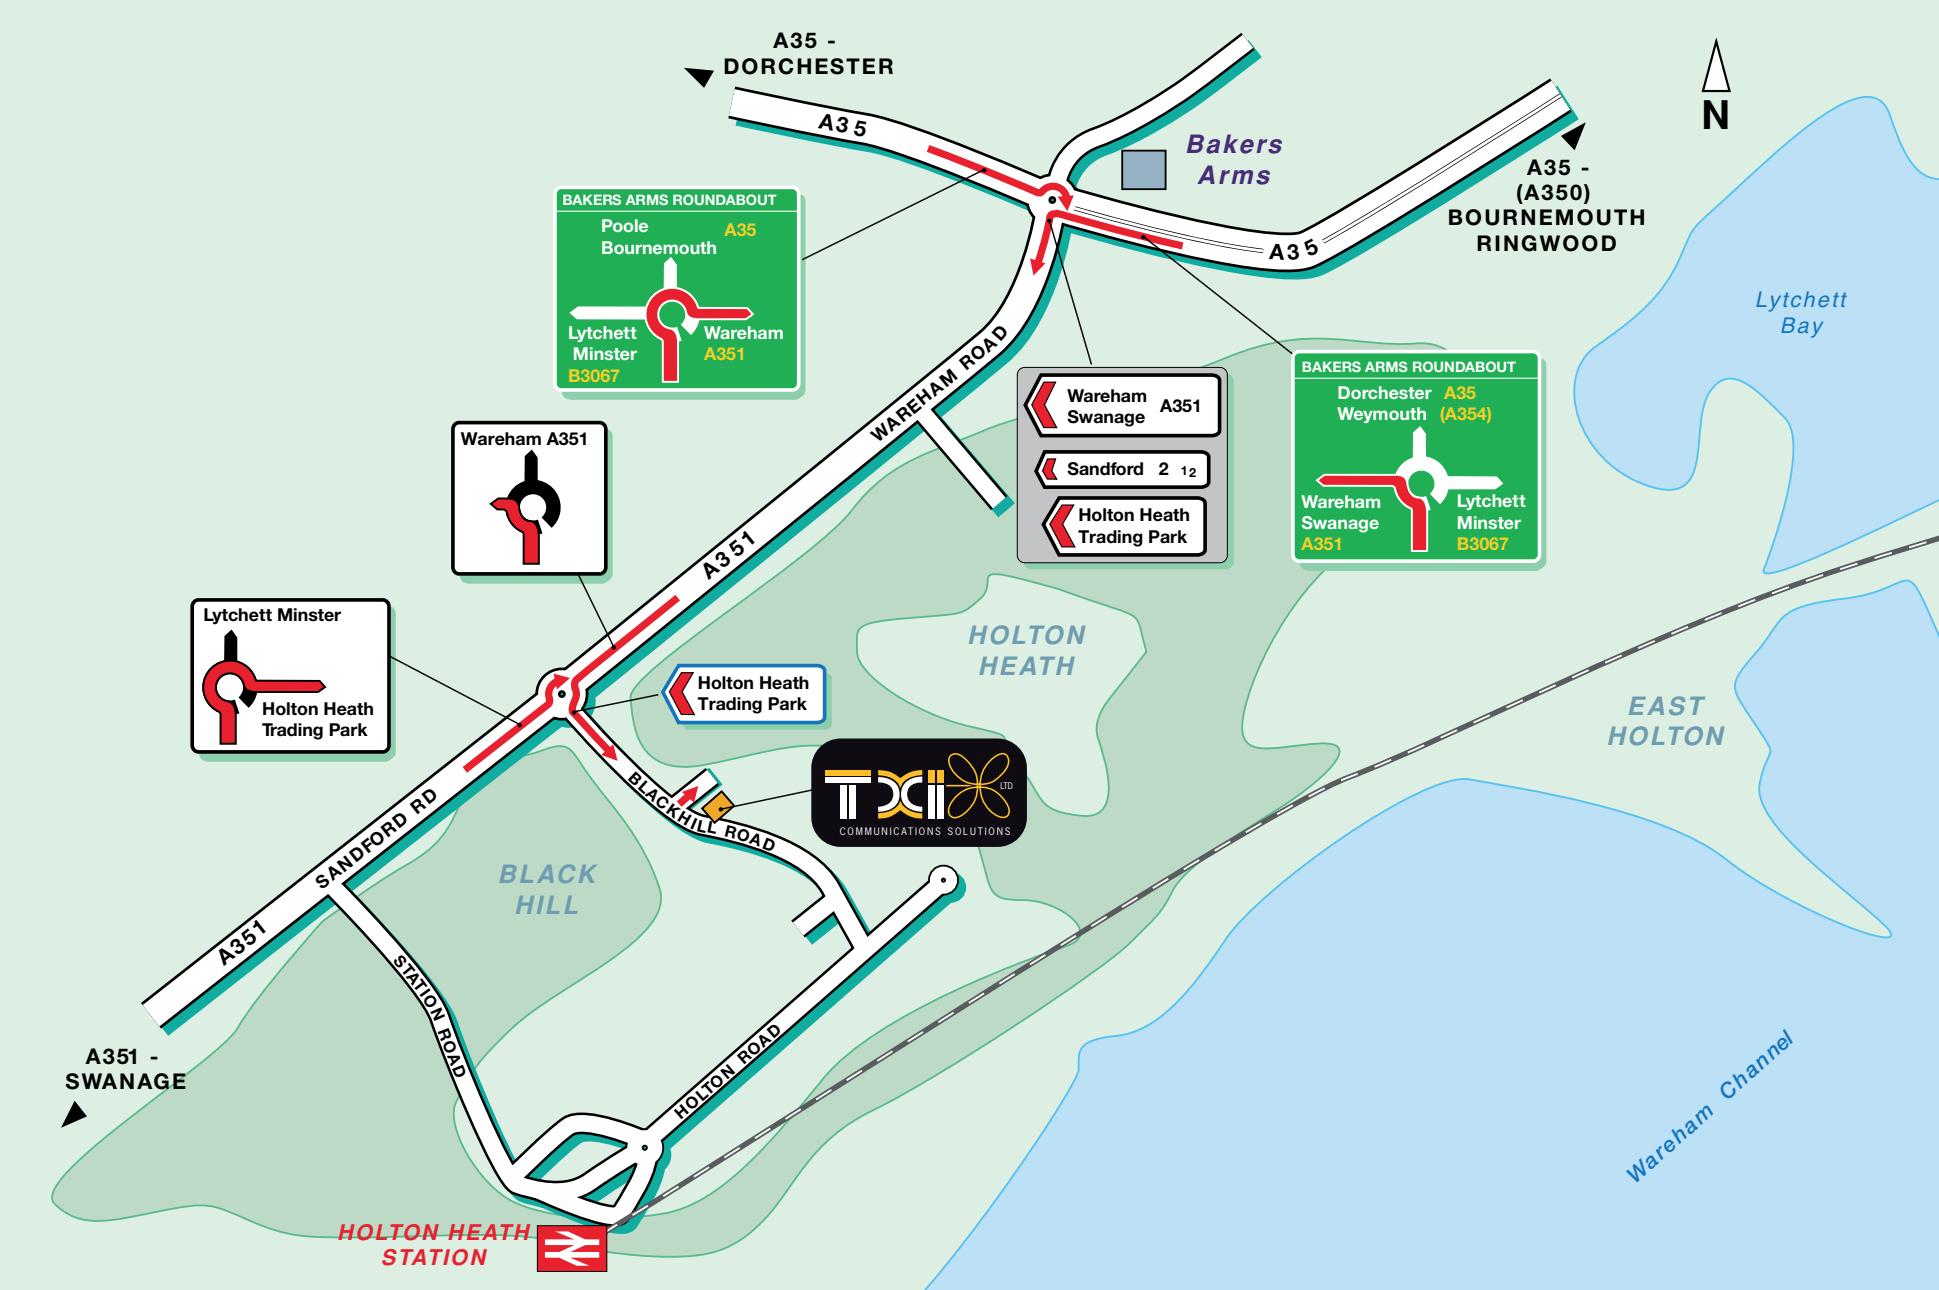 A35 -
DORCHESTER
A35
Bakers
Arms
N
A35 -
(A350)
BOURNEMOUTH
RINGWOOD
A35
BAKERS ARMS ROUNDABOUT
Poole
Bournemouth
A35
Lytchett
Minster
B3067
Wareham
A351
Lytchett
Bay
WAREHAM ROAD
Wareham
Swanage
A351
Sandford 2 1 2
Holton Heath
Trading Park
BAKERS ARMS ROUNDABOUT
Dorchester A35
Weymouth (A354)
Wareham
Swanage
A351
Lytchett
Minster
B3067
Wareham A351
A351
Lytchett Minster
Holton Heath
Trading Park
HOLTON
HEATH
Holton Heath
Trading Park
EAST
HOLTON
BLACKHILL ROAD
TXi
LTD
COMMUNICATIONS SOLUTIONS
SANDFORD RD
BLACK
HILL
A351
STATION ROAD
HOLTON ROAD
A351 -
SWANAGE
Wareham Channel
HOLTON HEATH
STATION